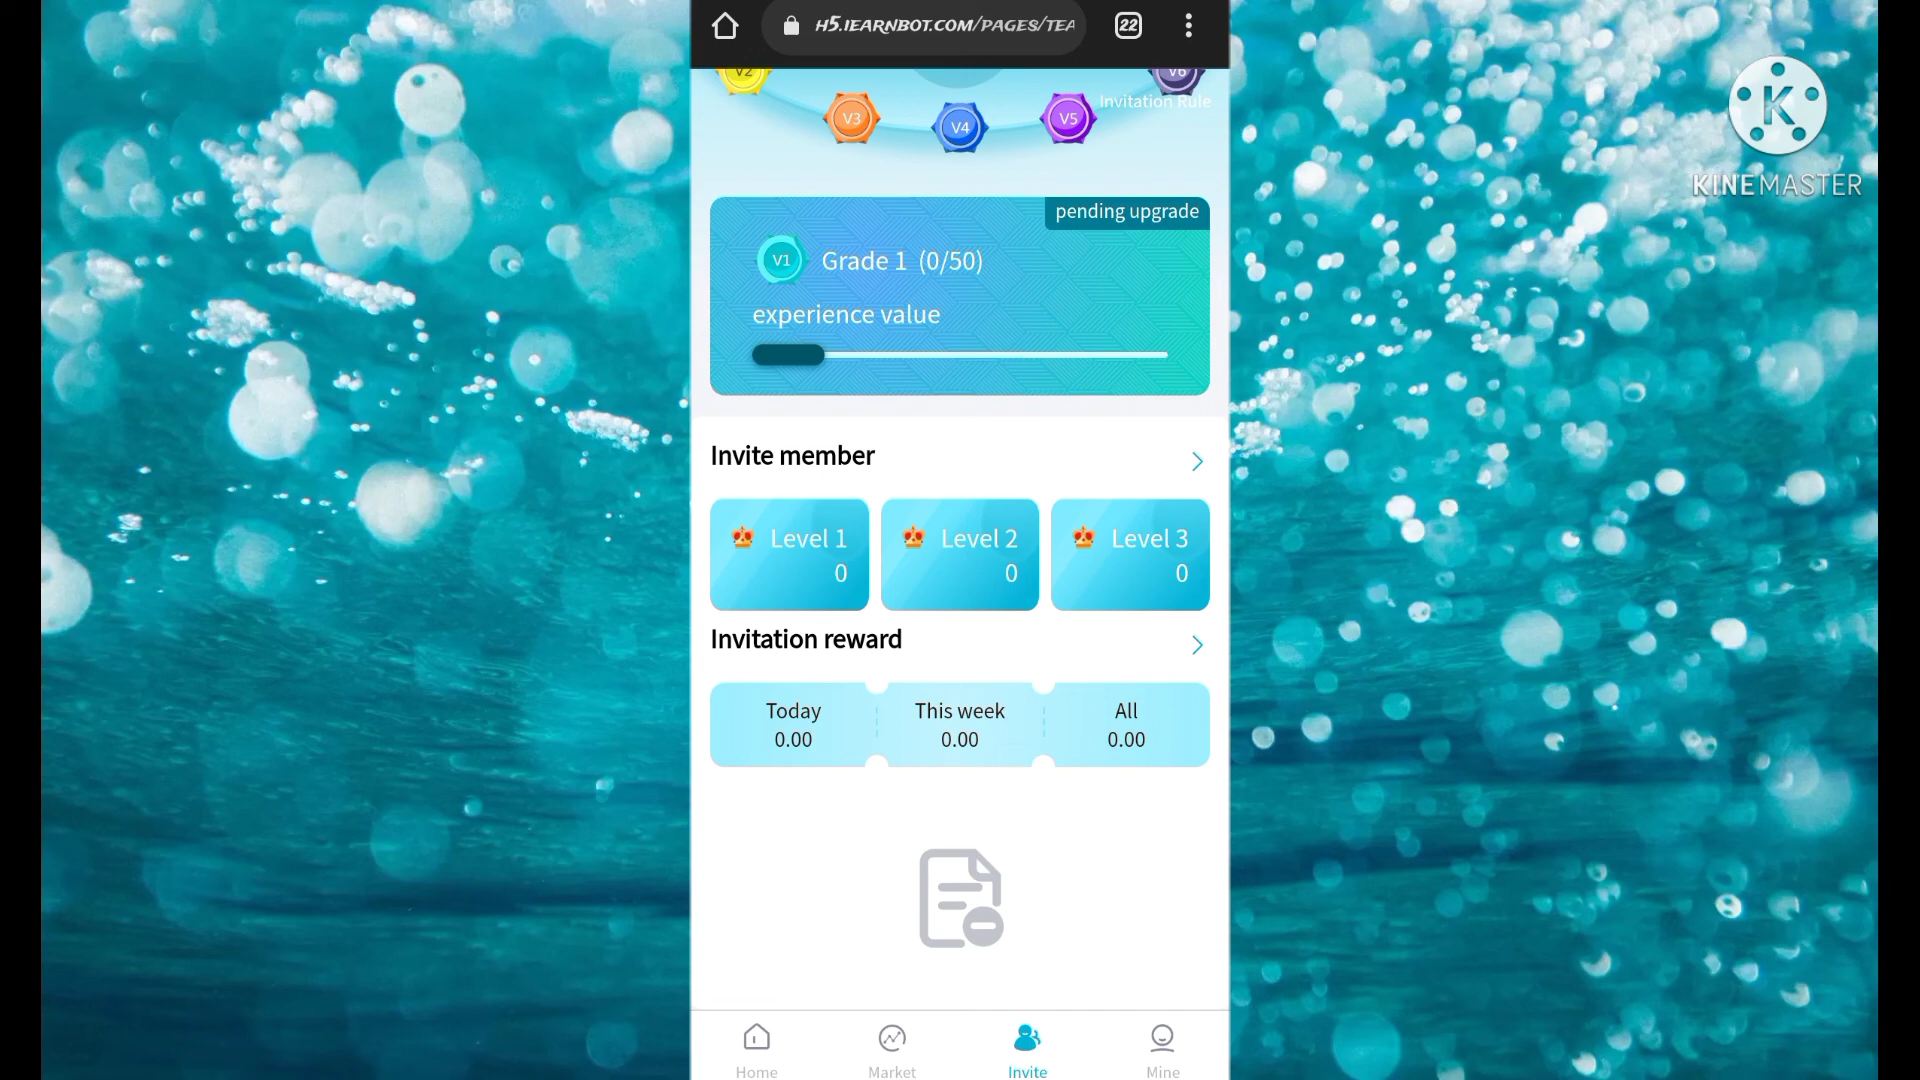 H5.IEARNBOT.COM/PAGES/TEA
22
V2
V6
Invitation Rule
V3
V4
V5
pending upgrade
V1
Grade 1 (0/50)
experience value
KINEMASTER
Invite member
Level 1
0
Level 2
0
Level 3
0
Invitation reward
Today
0.00
This week
0.00
All
0.00
Home
Market
Invite
Mine